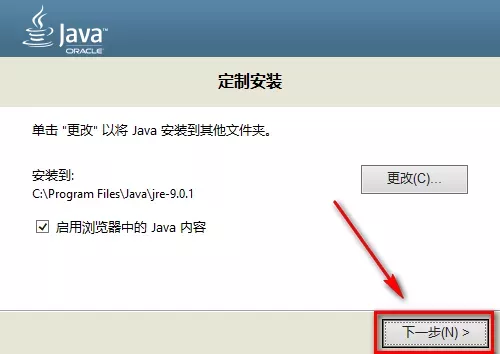 Java™
ORACLE
定制安装
单击 "更改" 以将 Java 安装到其他文件夹。
安装到:
C:\Program Files\Java\jre-9.0.1
更改(C)...
启用浏览器中的 Java 内容
下一步(N) >